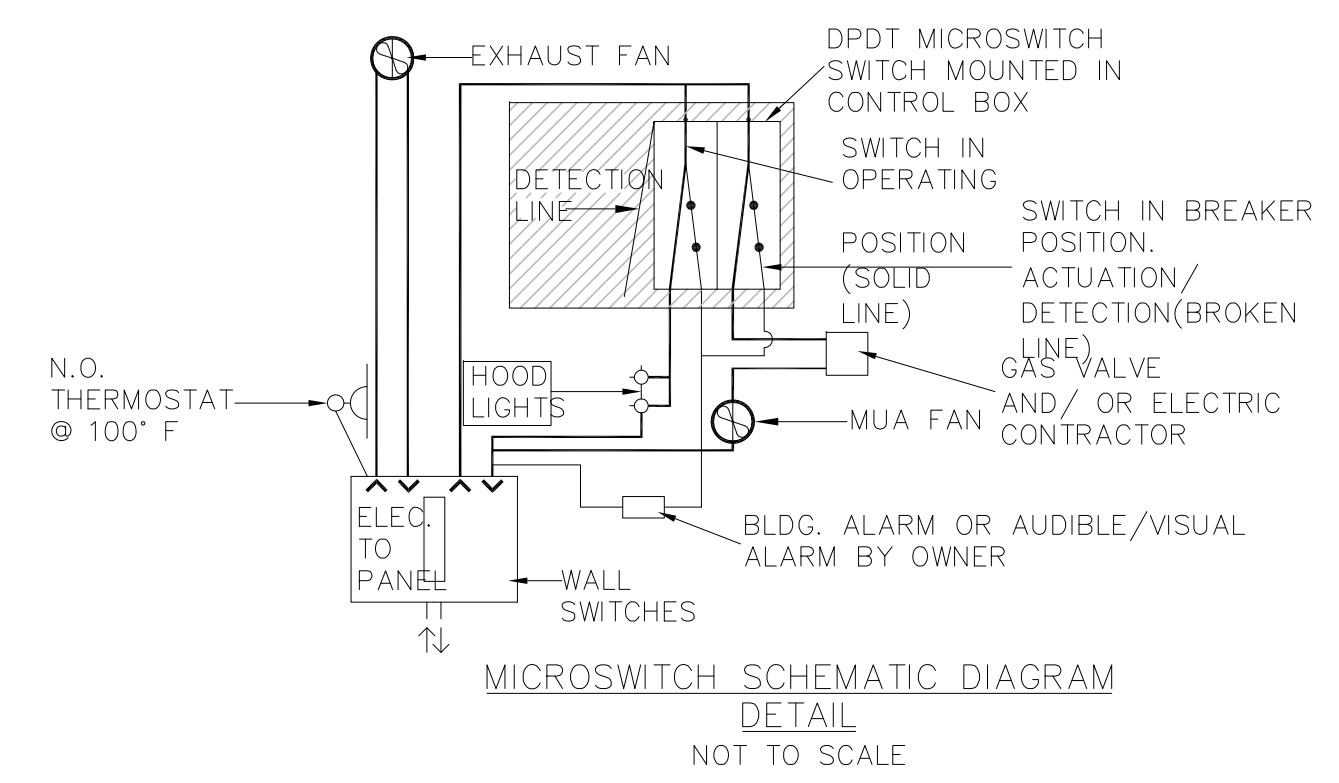 EXHAUST FAN
DPDT MICROSWITCH
SWITCH MOUNTED IN
CONTROL BOX
SWITCH IN
OPERATING
POSITION
(SOLID
LINE)
DETECTION
LINE
SWITCH IN BREAKER
POSITION.
ACTUATION/
DETECTION(BROKEN
LINE)
N.O.
THERMOSTAT
@ 100° F
HOOD
LIGHTS
GAS VALVE
AND/ OR ELECTRIC
CONTRACTOR
MUA FAN
ELEC.
TO
PANEL
BLDG. ALARM OR AUDIBLE/VISUAL
ALARM BY OWNER
WALL
SWITCHES
MICROSWITCH SCHEMATIC DIAGRAM
DETAIL
NOT TO SCALE